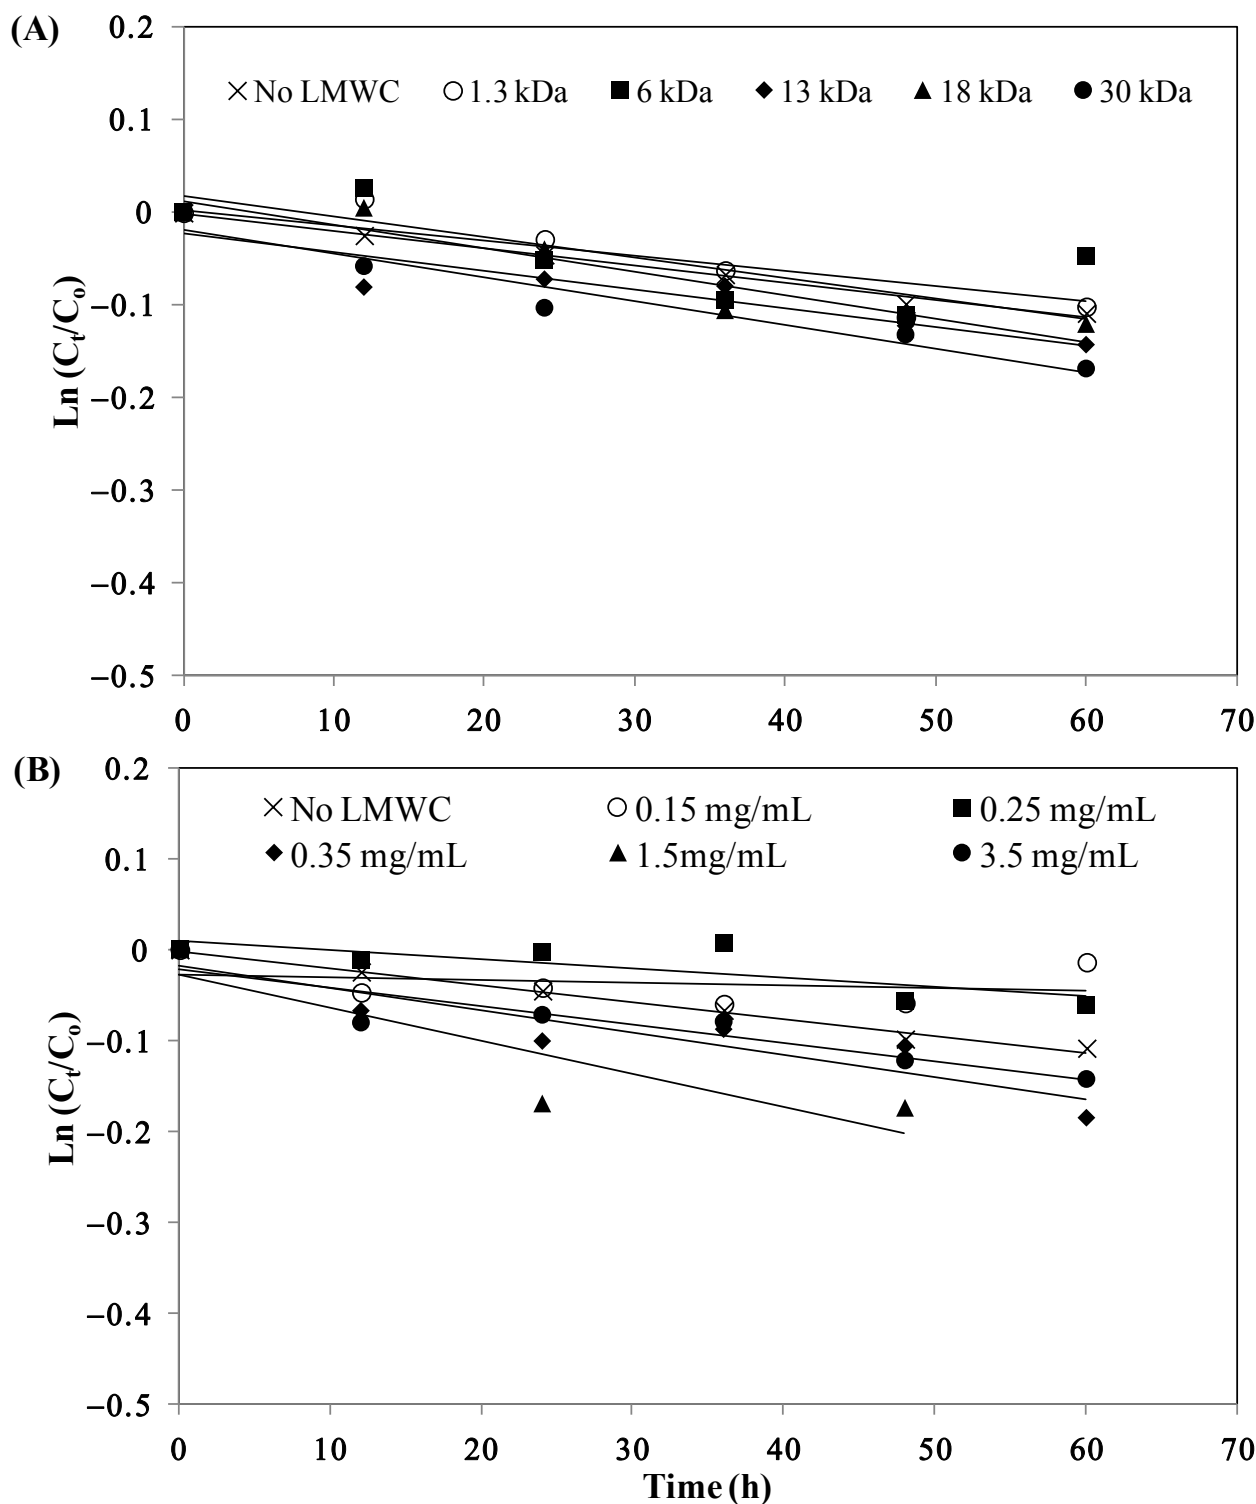 (A)
0.2
× No LMWC ○ 1.3 kDa ■ 6 kDa ◆ 13 kDa ▲ 18 kDa ● 30 kDa
0.1
0
−0.1
−0.2
−0.3
−0.4
−0.5
Ln (Ct/Co)
0 10 20 30 40 50 60 70
(B)
0.2
× No LMWC ○ 0.15 mg/mL ■ 0.25 mg/mL
◆ 0.35 mg/mL ▲ 1.5mg/mL ● 3.5 mg/mL
0.1
0
−0.1
−0.2
−0.3
−0.4
−0.5
Ln (Ct/Co)
0 10 20 30 40 50 60 70
Time (h)